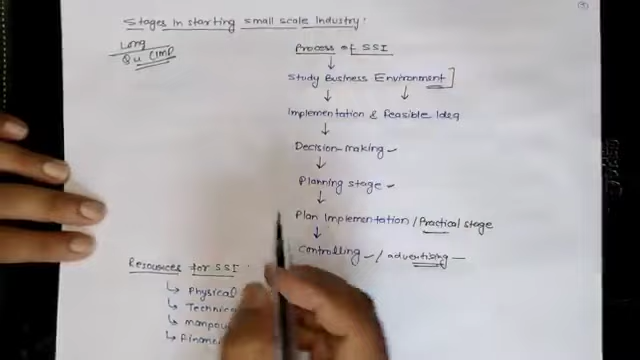 Stages in starting small scale Industry:
Long
Qu (IMP)
Process of SSI
Study Business Environment
Implementation & Feasible Idea
Decision-making
Planning stage
Plan Implementation / Practical stage
Controlling / advertising
Resources for SSI:
Physical